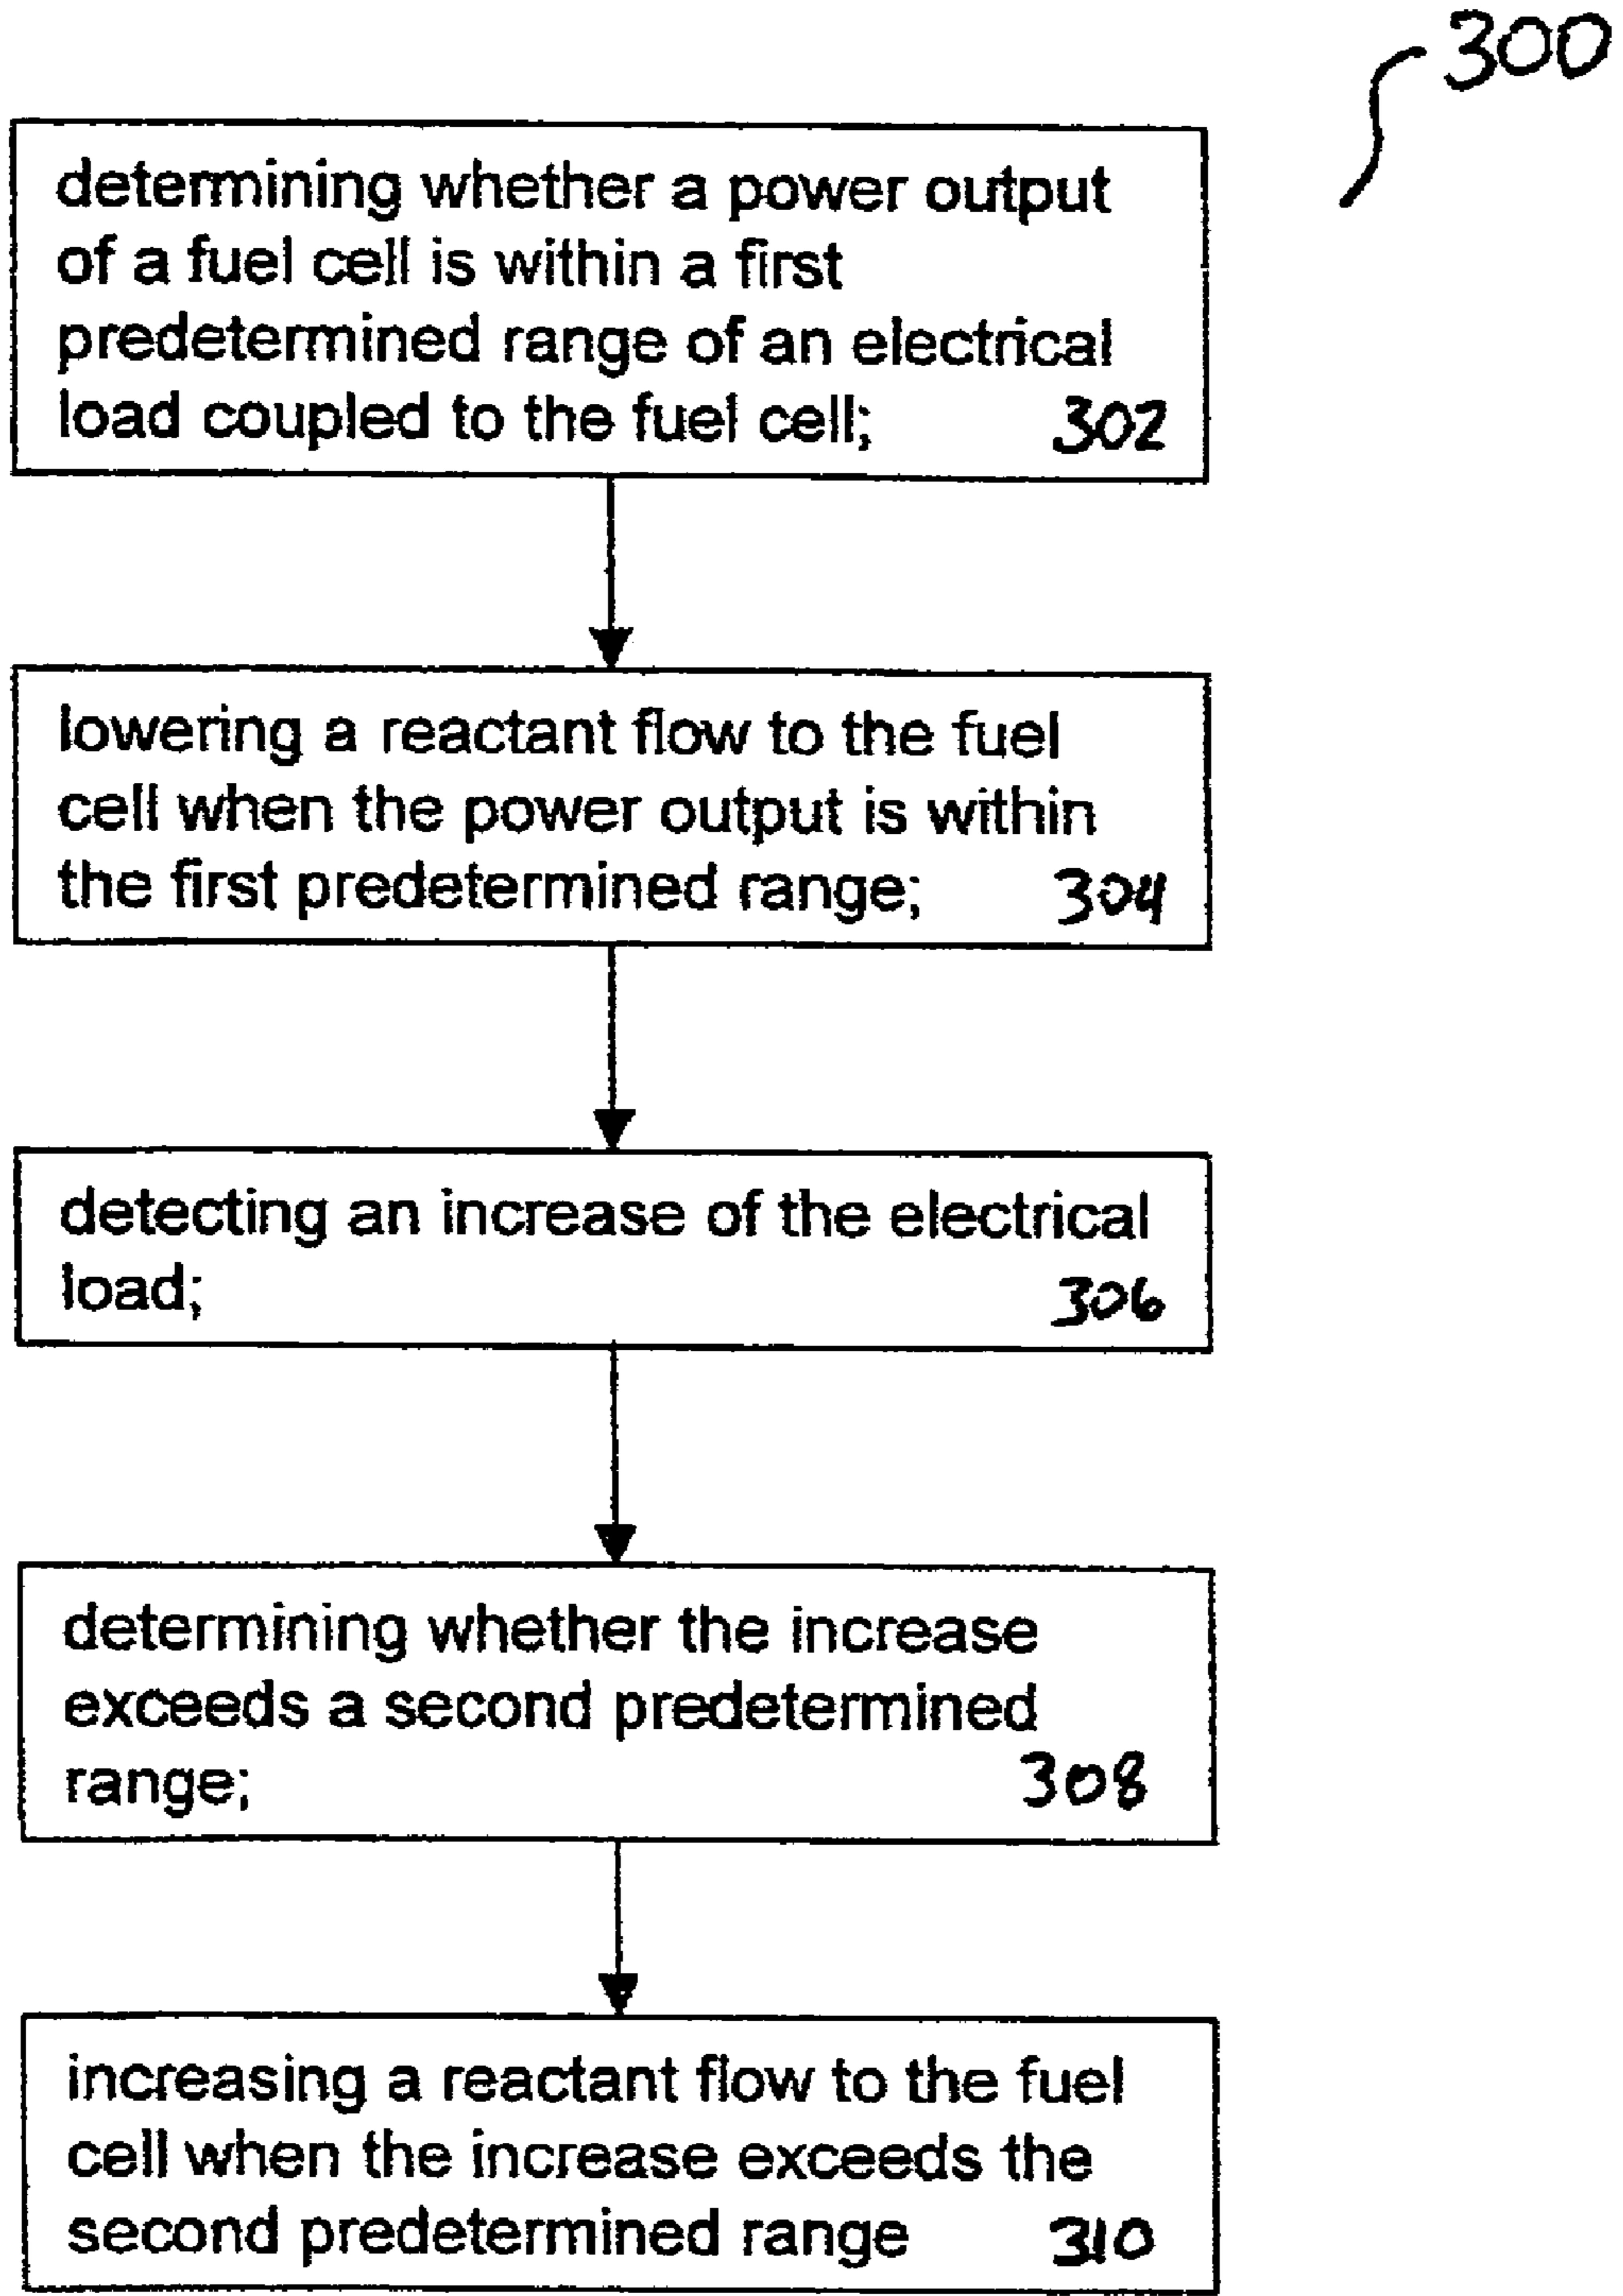 300
determining whether a power output
of a fuel cell is within a first
predetermined range of an electrical
load coupled to the fuel cell; 302
lowering a reactant flow to the fuel
cell when the power output is within
the first predetermined range; 304
detecting an increase of the electrical
load; 306
determining whether the increase
exceeds a second predetermined
range; 308
increasing a reactant flow to the fuel
cell when the increase exceeds the
second predetermined range 310